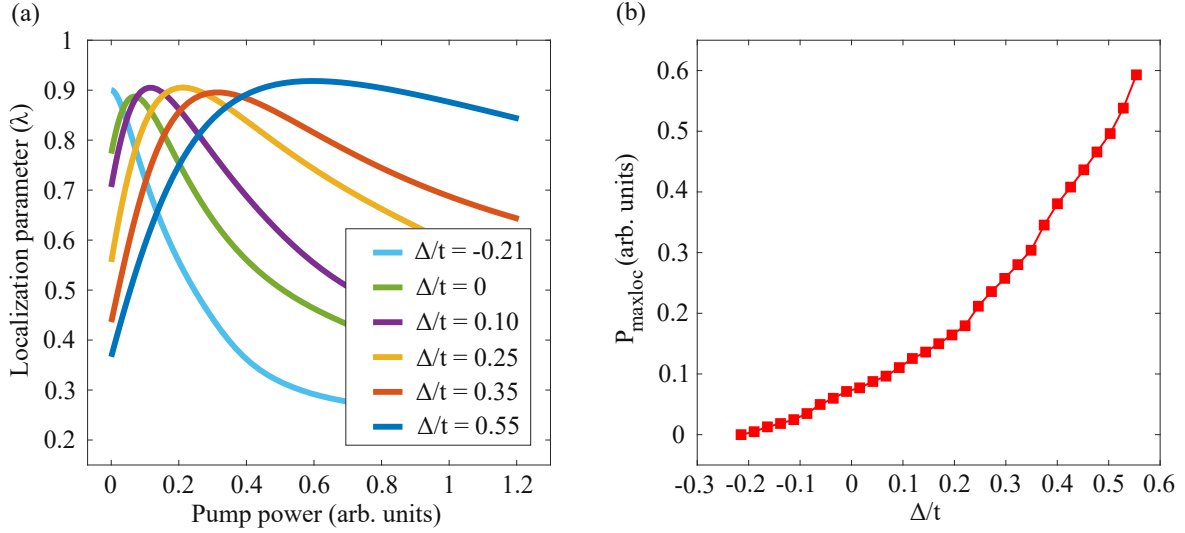 (a)
1
0.9
0.8
0.7
0.6
0.5
0.4
0.3
0.2
Localization parameter (λ)
0 0.2 0.4 0.6 0.8 1 1.2
Pump power (arb. units)
Δ/t = -0.21
Δ/t = 0
Δ/t = 0.10
Δ/t = 0.25
Δ/t = 0.35
Δ/t = 0.55
(b)
0.6
0.5
0.4
0.3
0.2
0.1
0
P_maxloc (arb. units)
-0.3 -0.2 -0.1 0 0.1 0.2 0.3 0.4 0.5 0.6
Δ/t